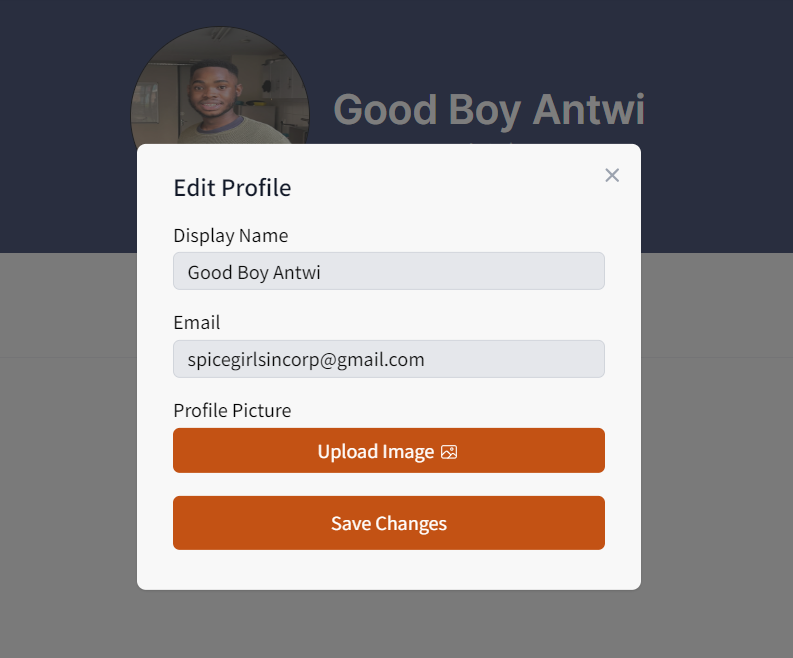 Good Boy Antwi
Edit Profile
Display Name
Good Boy Antwi
Email
spicegirlsincorp@gmail.com
Profile Picture
Upload Image
Save Changes